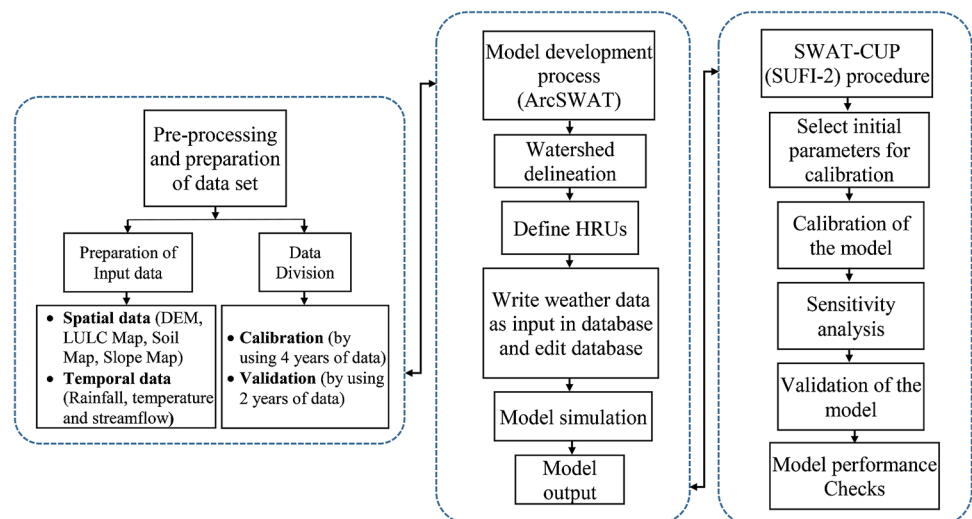 Pre-processing
and preparation
of data set
Preparation of
Input data
Data
Division
• Spatial data (DEM,
LULC Map, Soil
Map, Slope Map)
• Temporal data
(Rainfall, temperature
and streamflow)
• Calibration (by
using 4 years of data)
• Validation (by using
2 years of data)
Model development
process
(ArcSWAT)
Watershed
delineation
Define HRUs
Write weather data
as input in database
and edit database
Model simulation
Model
output
SWAT-CUP
(SUFI-2) procedure
Select initial
parameters for
calibration
Calibration of
the model
Sensitivity
analysis
Validation of the
model
Model performance
Checks